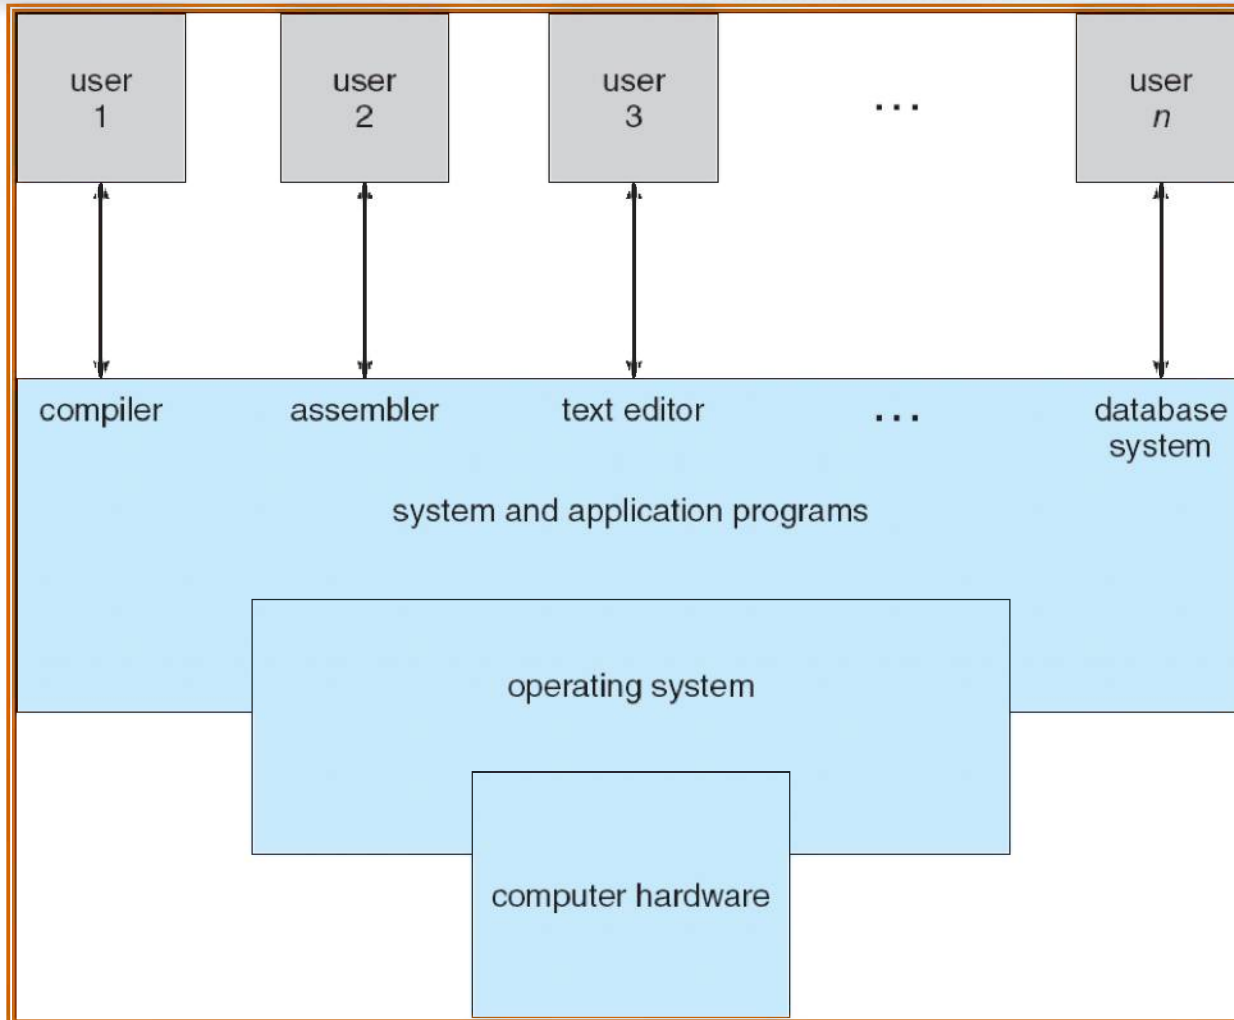 user
1
user
2
user
3
...
user
n
compiler
assembler
text editor
...
database
system
system and application programs
operating system
computer hardware